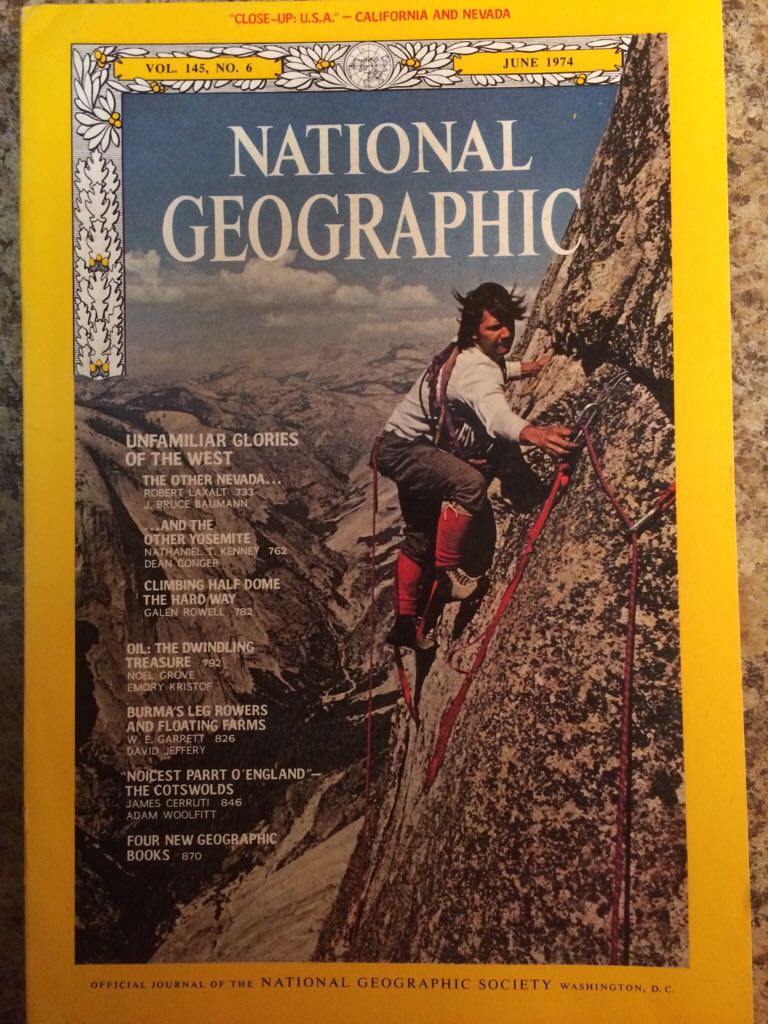 "CLOSE-UP: U.S.A." — CALIFORNIA AND NEVADA
VOL. 145, NO. 6
JUNE 1974
NATIONAL
GEOGRAPHIC
UNFAMILIAR GLORIES
OF THE WEST
THE OTHER NEVADA...
ROBERT LAXALT 733
J. BRUCE BAUMANN
...AND THE
OTHER YOSEMITE
NATHANIEL T. KENNEY 762
DEAN CONGER
CLIMBING HALF DOME
THE HARD WAY
GALEN ROWELL 782
OIL: THE DWINDLING
TREASURE 792
NOEL GROVE
EMORY KRISTOF
BURMA'S LEG ROWERS
AND FLOATING FARMS
W. E. GARRETT 826
DAVID JEFFERY
"NOICEST PARRT O'ENGLAND"—
THE COTSWOLDS
JAMES CERRUTI 846
ADAM WOOLFITT
FOUR NEW GEOGRAPHIC
BOOKS 870
OFFICIAL JOURNAL OF THE NATIONAL GEOGRAPHIC SOCIETY WASHINGTON, D.C.